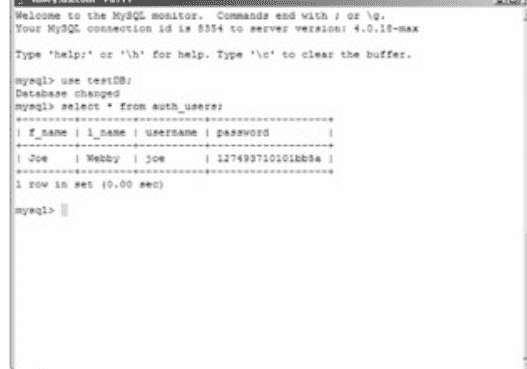 Welcome to the MySQL monitor.  Commands end with ; or \g.
Your MySQL connection id is 8354 to server version: 4.0.18-max
Type 'help;' or '\h' for help. Type '\c' to clear the buffer.
mysql> use testDB;
Database changed
mysql> select * from auth_users;
+--------+--------+----------+------------------+
| f_name | l_name | username | password         |
+--------+--------+----------+------------------+
| Joe    | Webby  | joe      |
1 row in set (0.00 sec)
mysql>